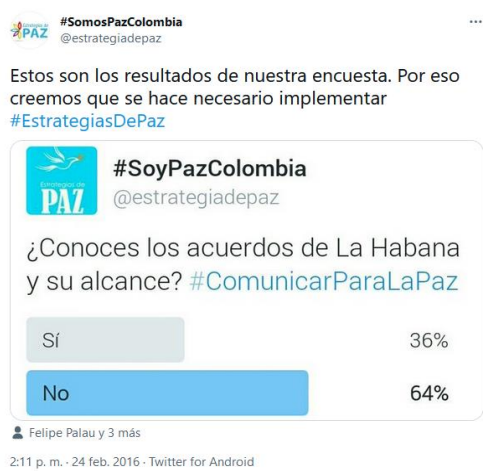 #SomosPazColombia
@estrategiadepaz
Estos son los resultados de nuestra encuesta. Por eso
creemos que se hace necesario implementar
#EstrategiasDePaz
Estrategias de
PAZ
#SoyPazColombia
@estrategiadepaz
¿Conoces los acuerdos de La Habana
y su alcance? #ComunicarParaLaPaz
Sí 36%
No 64%
Felipe Palau y 3 más
2:11 p. m. · 24 feb. 2016 · Twitter for Android